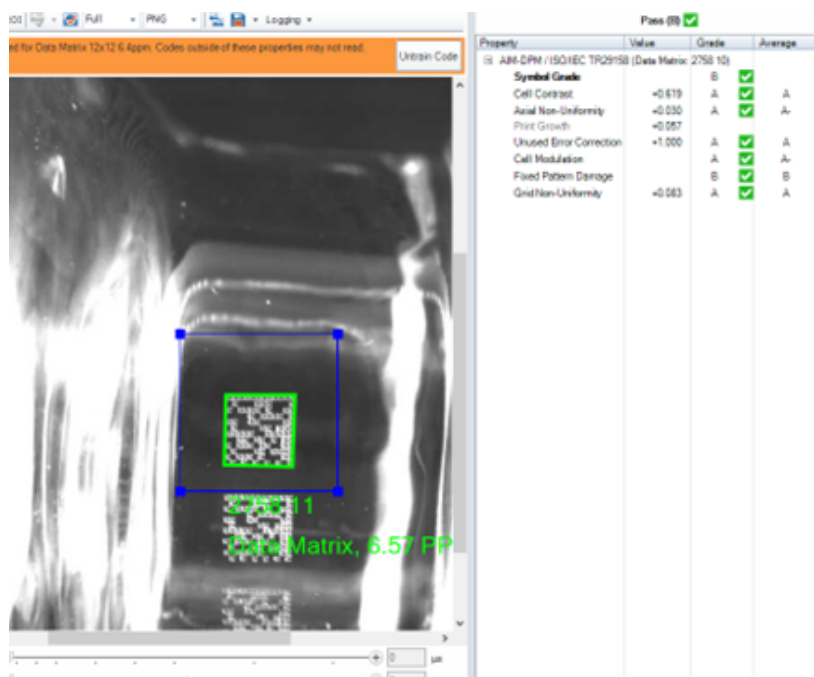 Full PNG Logging
ed for Data Matrix 12x12 6.4ppm. Codes outside of these properties may not read.
Untrain Code
2758 11
Data Matrix, 6.57 PP
0 µs
Pass (B)
Property Value Grade Average
AIM-DPM / ISO/IEC TR29158 (Data Matrix: 2758 10)
Symbol Grade B
Cell Contrast +0.619 A A
Axial Non-Uniformity +0.030 A A-
Print Growth +0.057
Unused Error Correction +1.000 A A
Cell Modulation A A-
Fixed Pattern Damage B B
Grid Non-Uniformity +0.083 A A